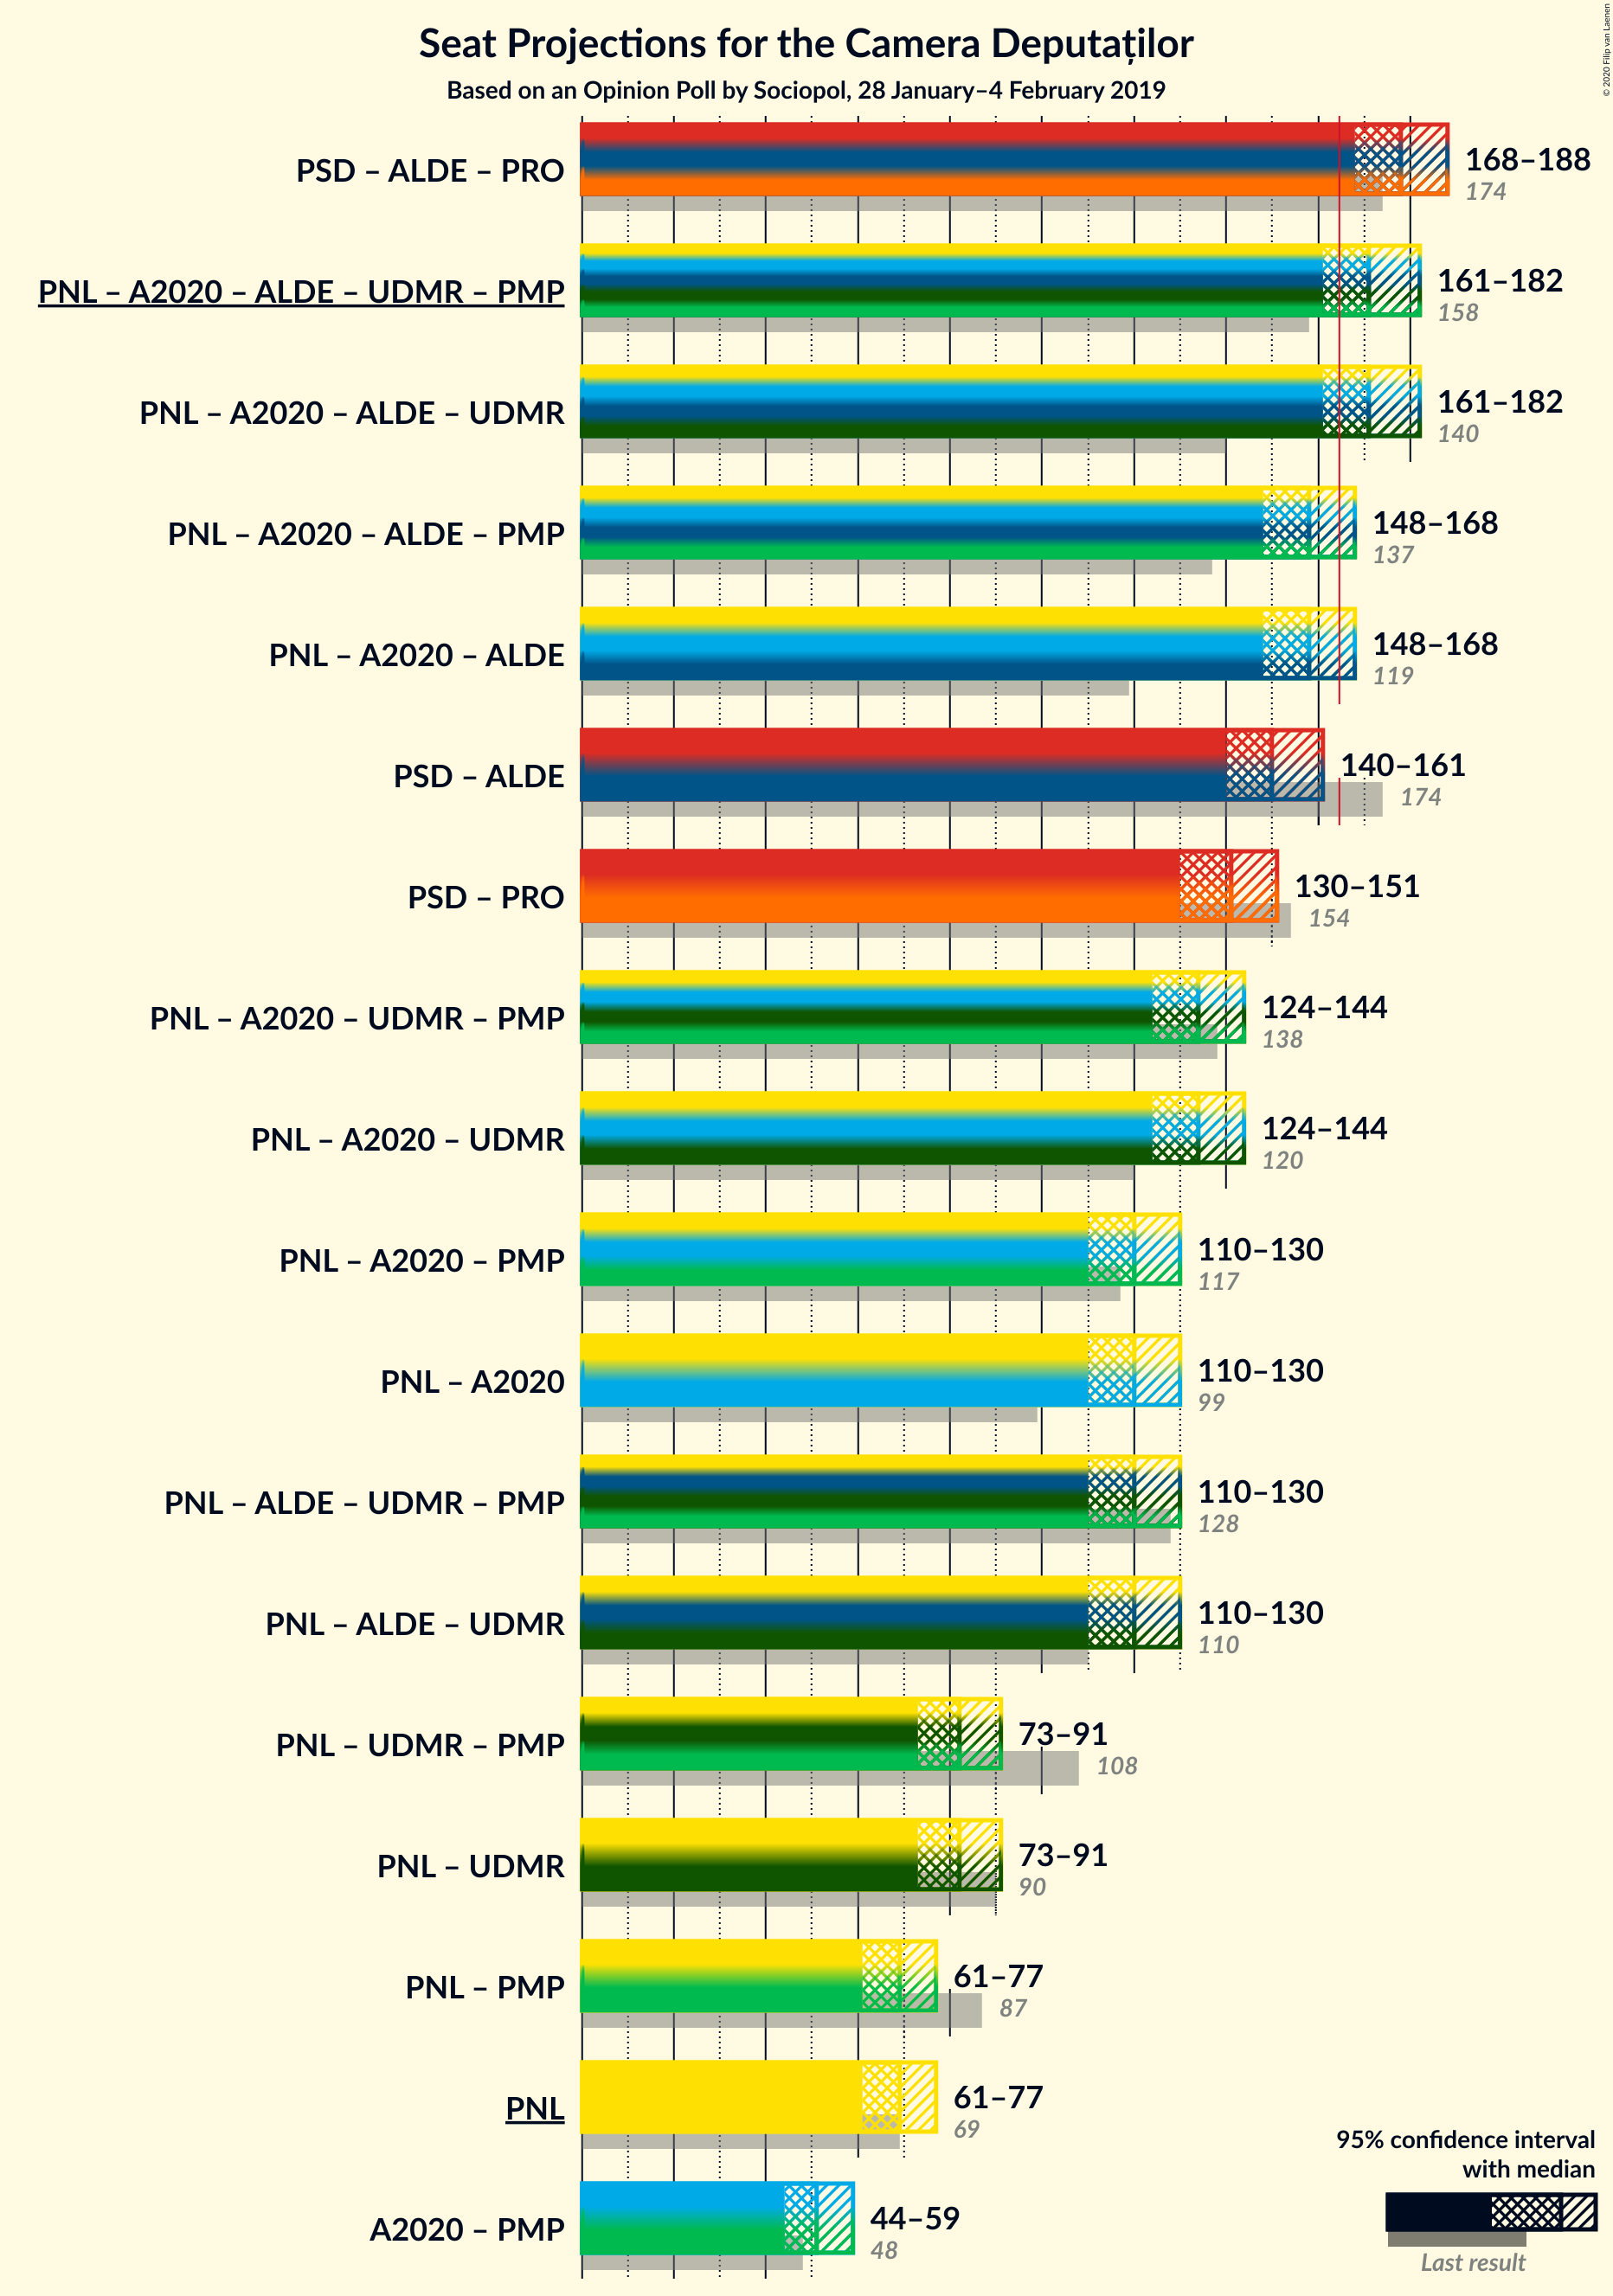 Seat Projections for the Camera Deputaților
Based on an Opinion Poll by Sociopol, 28 January–4 February 2019
© 2020 Filip van Laenen
PSD – ALDE – PRO
168–188
174
PNL – A2020 – ALDE – UDMR – PMP
161–182
158
PNL – A2020 – ALDE – UDMR
161–182
140
PNL – A2020 – ALDE – PMP
148–168
137
PNL – A2020 – ALDE
148–168
119
PSD – ALDE
140–161
174
PSD – PRO
130–151
154
PNL – A2020 – UDMR – PMP
124–144
138
PNL – A2020 – UDMR
124–144
120
PNL – A2020 – PMP
110–130
117
PNL – A2020
110–130
99
PNL – ALDE – UDMR – PMP
110–130
128
PNL – ALDE – UDMR
110–130
110
PNL – UDMR – PMP
73–91
108
PNL – UDMR
73–91
90
PNL – PMP
61–77
87
PNL
61–77
69
A2020 – PMP
44–59
48
95% confidence interval
with median
Last result